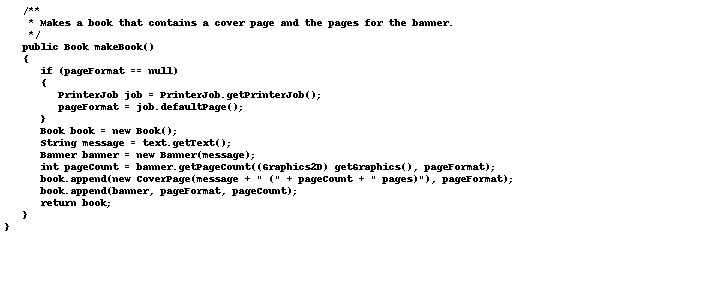 /**
 * Makes a book that contains a cover page and the pages for the banner.
 */
public Book makeBook()
{
if (pageFormat == null)
{
PrinterJob job = PrinterJob.getPrinterJob();
pageFormat = job.defaultPage();
}
Book book = new Book();
String message = text.getText();
Banner banner = new Banner(message);
int pageCount = banner.getPageCount((Graphics2D) getGraphics(), pageFormat);
book.append(new CoverPage(message + " (" + pageCount + " pages)"), pageFormat);
book.append(banner, pageFormat, pageCount);
return book;
}
}